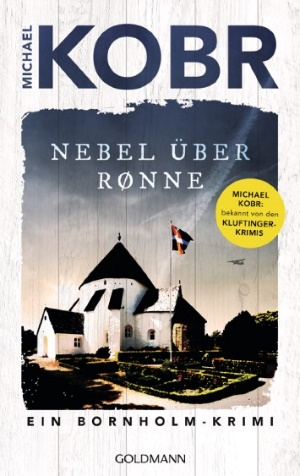 MICHAEL
KOBR
NEBEL ÜBER
RØNNE
MICHAEL
KOBR:
bekannt von den
KLUFTINGER-
KRIMIS
EIN BORNHOLM-KRIMI
GOLDMANN